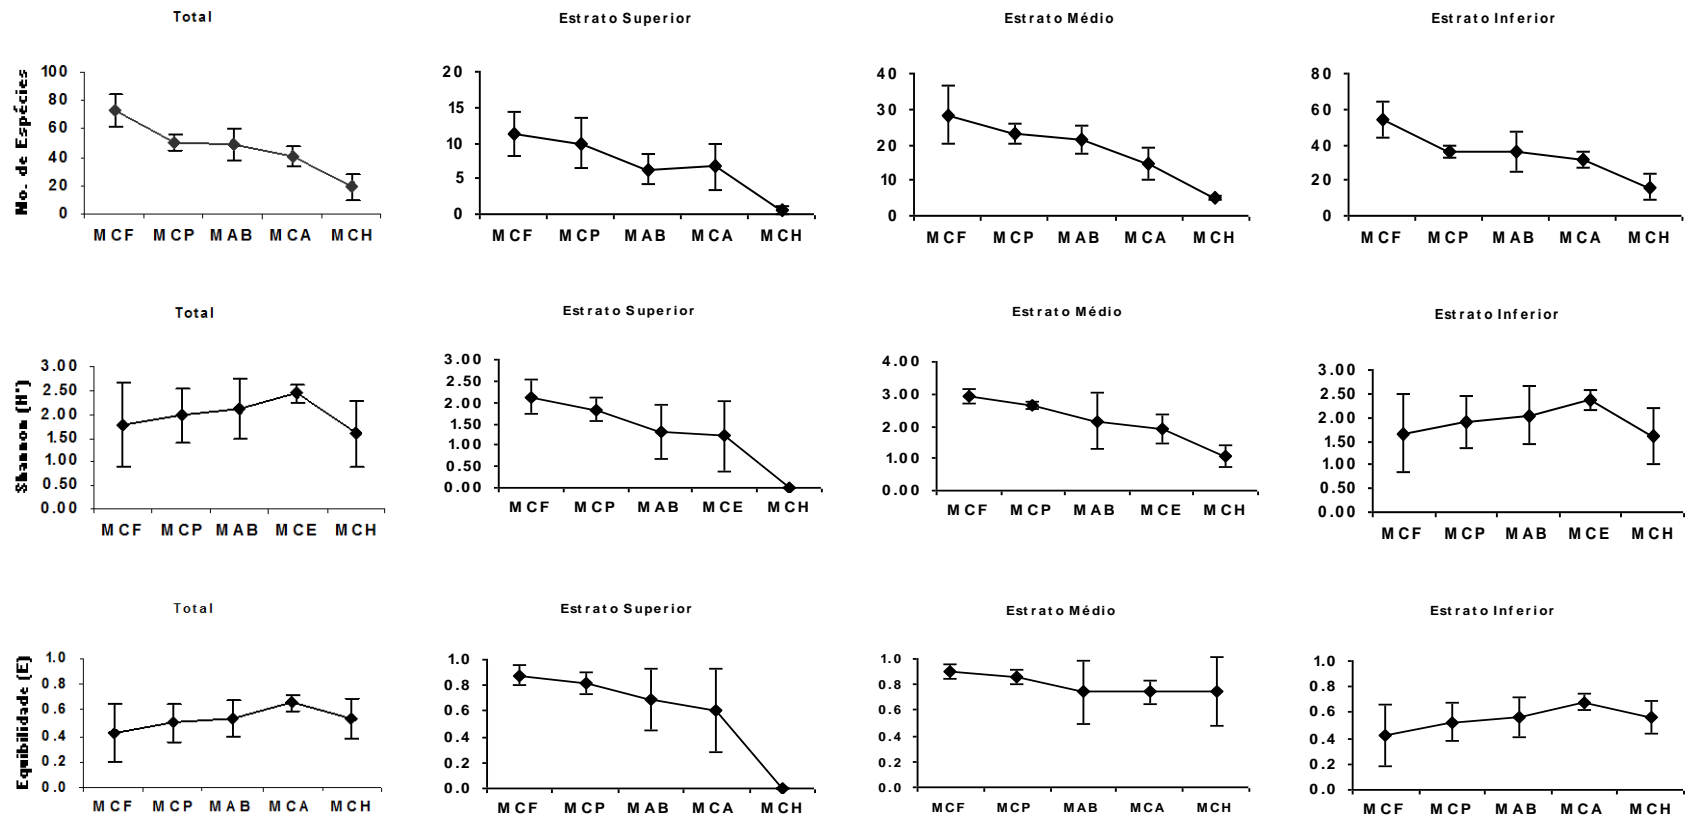 Total
No. de Espécies
100
80
60
40
20
0
MCF MCP MAB MCA MCH
Estrato Superior
20
15
10
5
0
MCF MCP MAB MCA MCH
Estrato Médio
40
30
20
10
0
MCF MCP MAB MCA MCH
Estrato Inferior
80
60
40
20
0
MCF MCP MAB MCA MCH
Total
Shannon (H')
3.00
2.50
2.00
1.50
1.00
0.50
0.00
MCF MCP MAB MCE MCH
Estrato Superior
3.00
2.50
2.00
1.50
1.00
0.50
0.00
MCF MCP MAB MCE MCH
Estrato Médio
4.00
3.00
2.00
1.00
0.00
MCF MCP MAB MCE MCH
Estrato Inferior
3.00
2.50
2.00
1.50
1.00
0.50
0.00
MCF MCP MAB MCE MCH
Total
Equibilidade (E)
1.0
0.8
0.6
0.4
0.2
0.0
MCF MCP MAB MCA MCH
Estrato Superior
1.0
0.8
0.6
0.4
0.2
0.0
MCF MCP MAB MCA MCH
Estrato Médio
1.0
0.8
0.6
0.4
0.2
0.0
MCF MCP MAB MCA MCH
Estrato Inferior
1.0
0.8
0.6
0.4
0.2
0.0
MCF MCP MAB MCA MCH